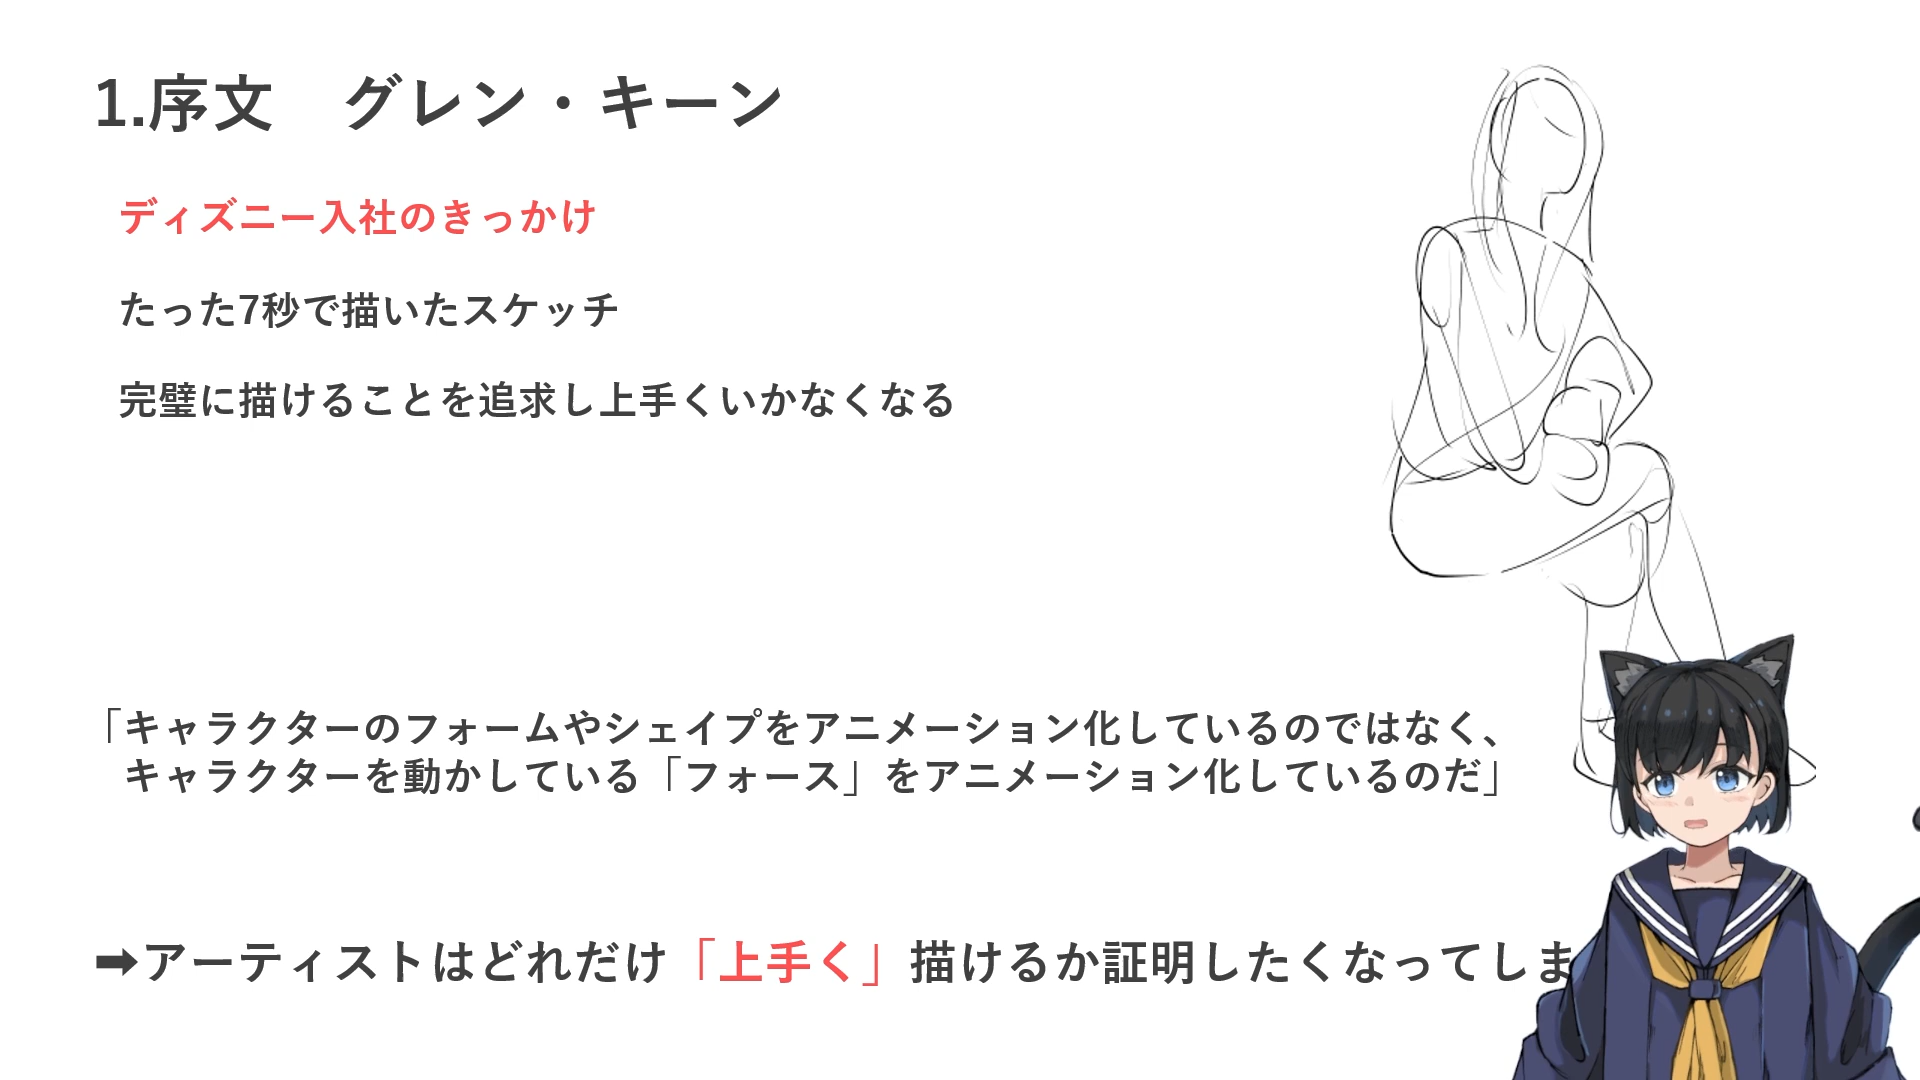 1.序文　グレン・キーン
ディズニー入社のきっかけ
たった7秒で描いたスケッチ
完璧に描けることを追求し上手くいかなくなる
「キャラクターのフォームやシェイプをアニメーション化しているのではなく、
キャラクターを動かしている「フォース」をアニメーション化しているのだ」
➡アーティストはどれだけ「上手く」描けるか証明したくなってしま